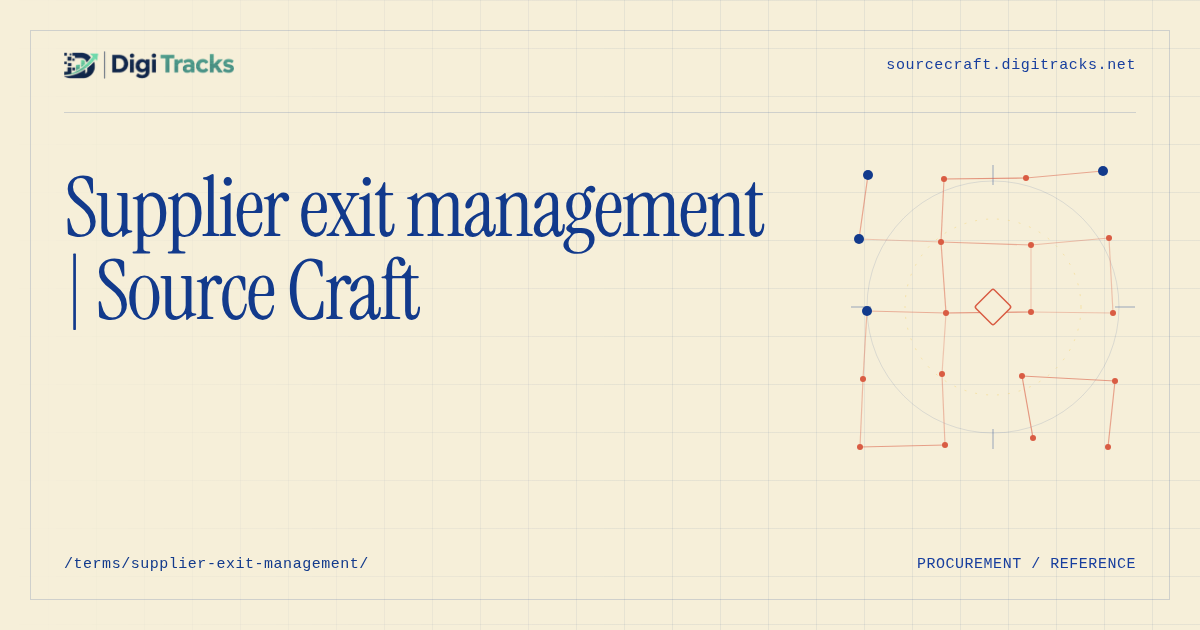 DigiTracks
sourcecraft.digitracks.net
Supplier exit management
| Source Craft
/terms/supplier-exit-management/
PROCUREMENT / REFERENCE